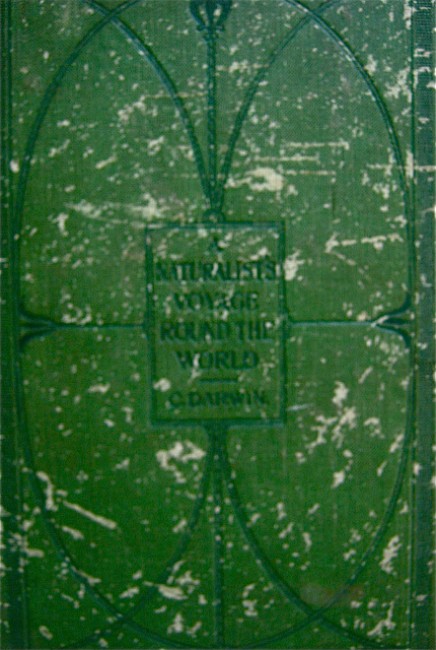 A
NATURALIST'S
VOYAGE
ROUND THE
WORLD
C. DARWIN.